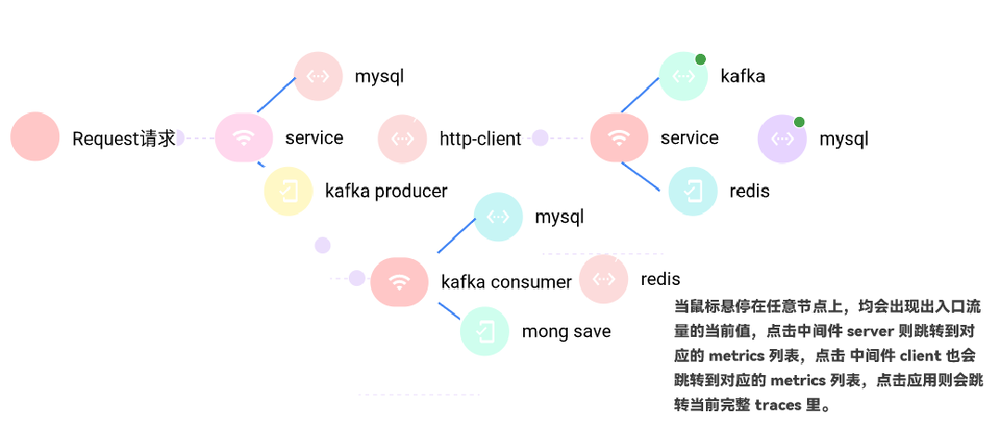 mysql
kafka
Request请求
service
http-client
service
mysql
kafka producer
redis
mysql
kafka consumer
redis
mong save
当鼠标悬停在任意节点上，均会出现出入口流
量的当前值，点击中间件 server 则跳转到对
应的 metrics 列表，点击 中间件 client 也会
跳转到对应的 metrics 列表，点击应用则会跳
转当前完整 traces 里。